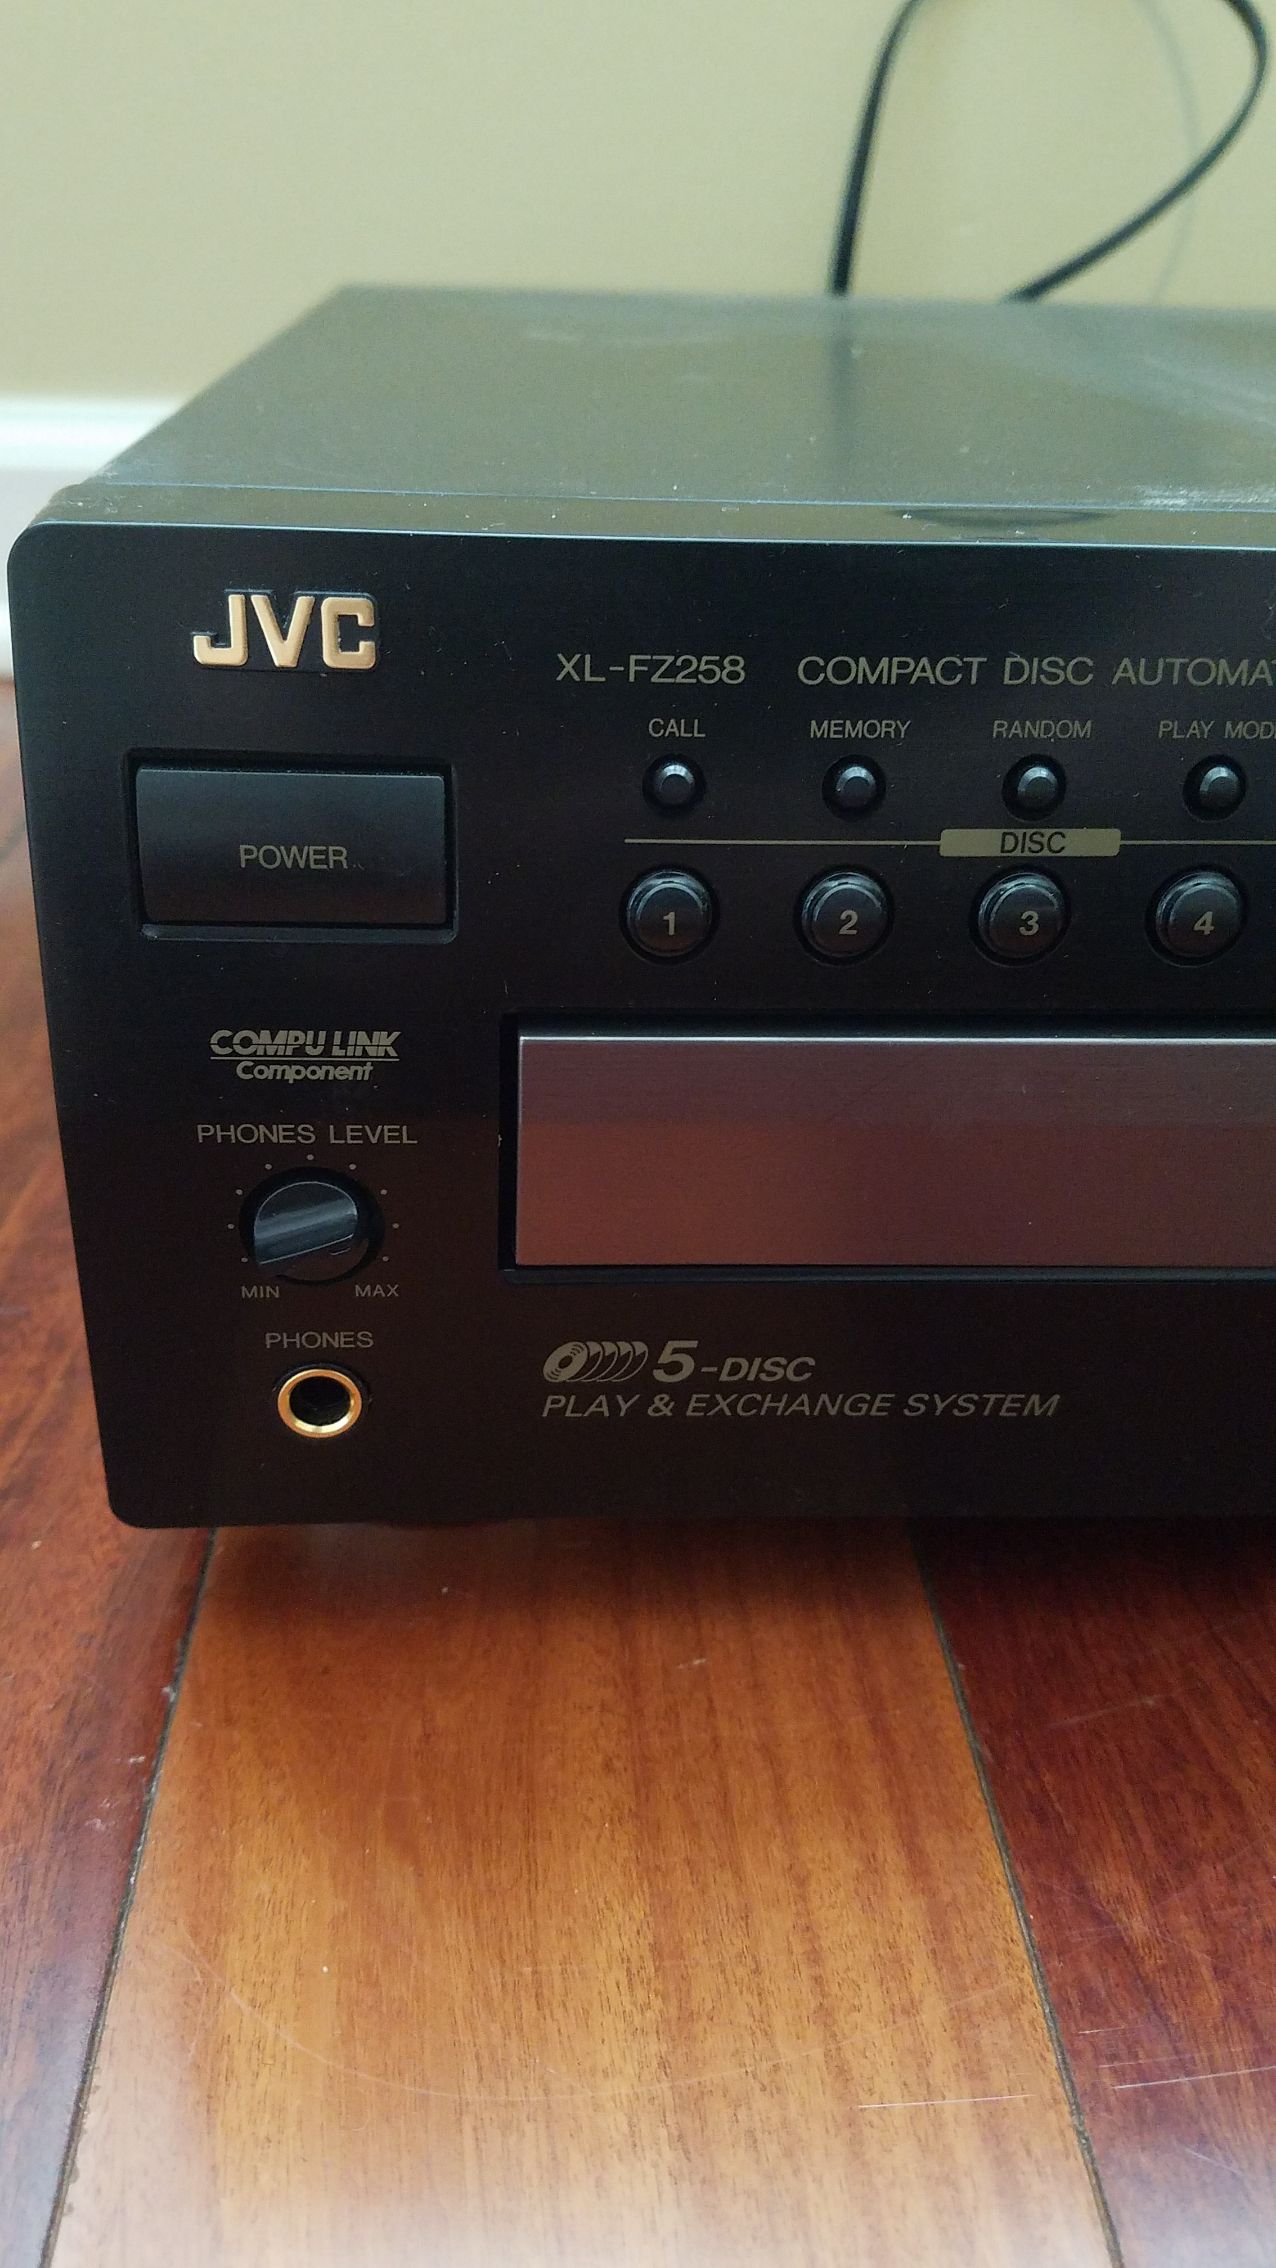 JVC
XL-FZ258 COMPACT DISC AUTOMAT
CALL MEMORY RANDOM PLAY MODE
DISC
POWER
1 2 3 4
COMPU LINK
Component
PHONES LEVEL
MIN MAX
PHONES
5-DISC
PLAY & EXCHANGE SYSTEM